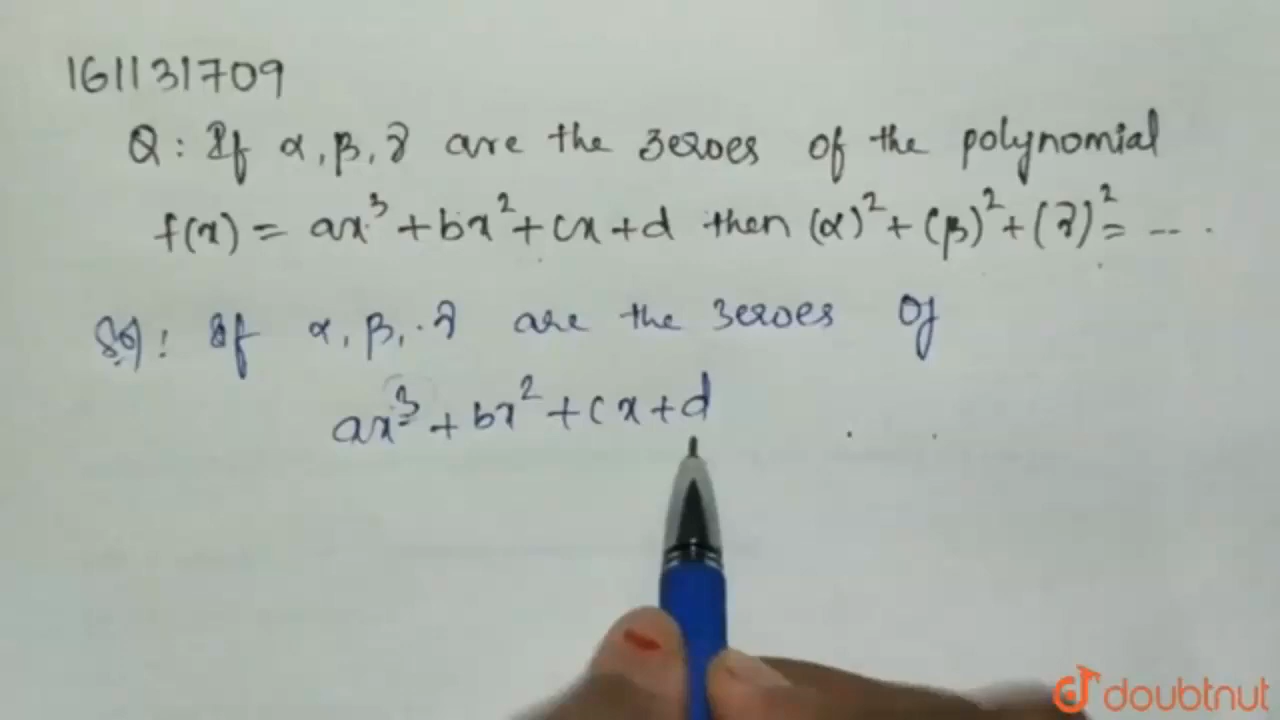 161131709
Q: If α, β, γ are the zeroes of the polynomial
f(x) = ax³ + bx² + cx + d then (α)² + (β)² + (γ)² = -- .
Sol: If α, β, γ are the zeroes of
ax³ + bx² + cx + d
doubtnut